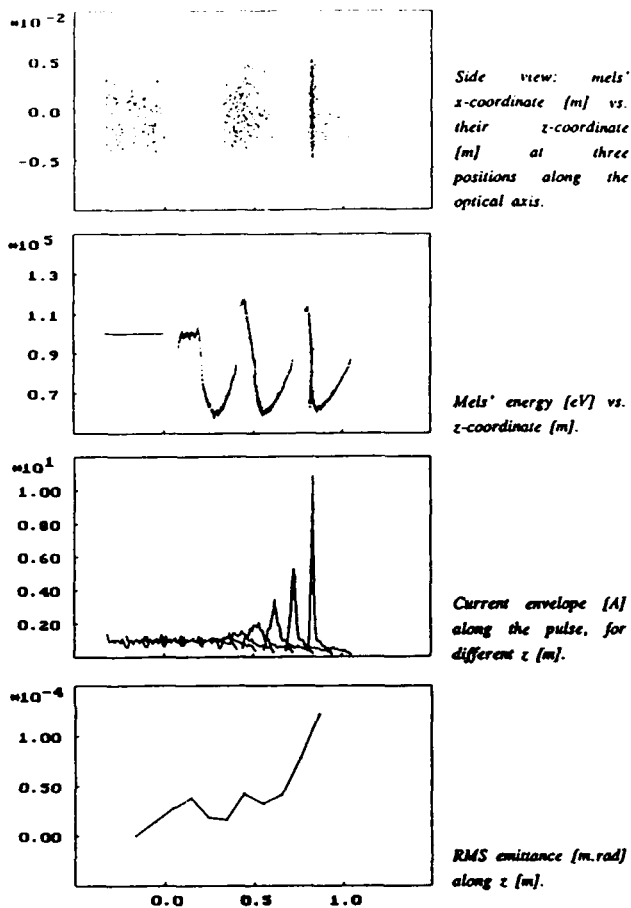 *10⁻²
0.5
0.0
-0.5
Side view: mels'
x-coordinate [m] vs.
their z-coordinate
[m] at three
positions along the
optical axis.
*10⁵
1.3
1.1
0.9
0.7
Mels' energy [eV] vs.
z-coordinate [m].
*10¹
1.00
0.80
0.60
0.40
0.20
Current envelope [A]
along the pulse, for
different z [m].
*10⁻⁴
1.00
0.50
0.00
RMS emittance [m.rad]
along z [m].
0.0 0.5 1.0